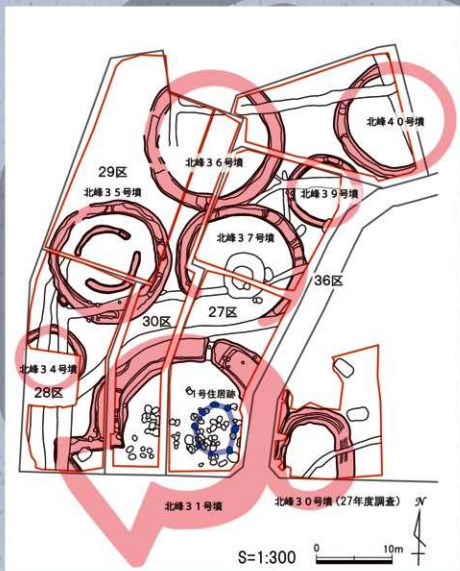 北峰40号墳
北峰36号墳
29区
北峰35号墳
北峰39号墳
北峰37号墳
36区
30区
27区
北峰34号墳
28区
1号住居跡
北峰31号墳
北峰30号墳(27年度調査)
N
S=1:300
0
10m